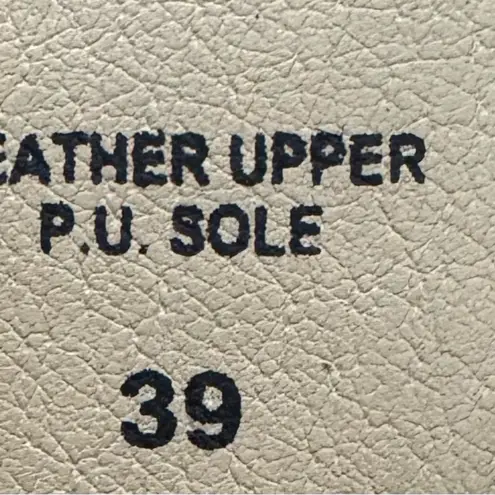 EATHER UPPER
P.U. SOLE
39